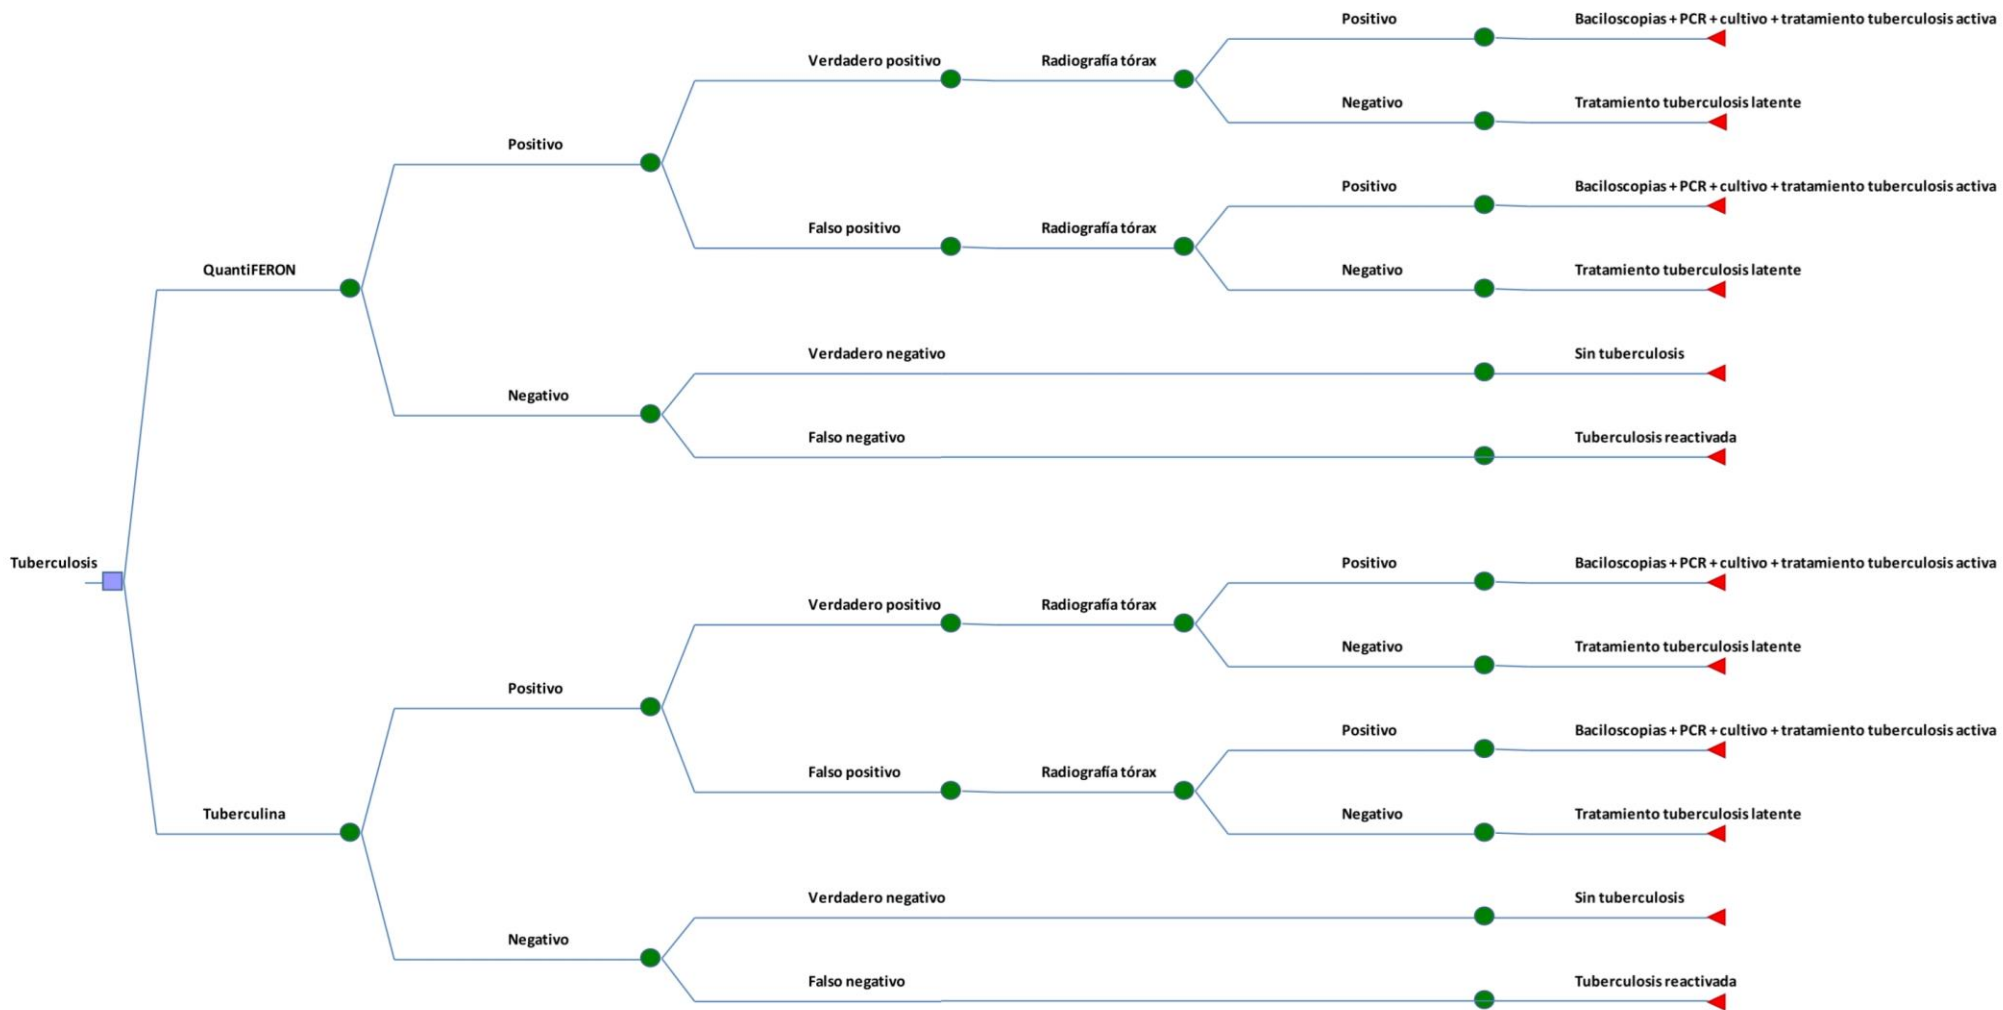 Positivo
Baciloscopias + PCR + cultivo + tratamiento tuberculosis activa
Verdadero positivo
Radiografía tórax
Negativo
Tratamiento tuberculosis latente
Positivo
Positivo
Baciloscopias + PCR + cultivo + tratamiento tuberculosis activa
Falso positivo
Radiografía tórax
Negativo
Tratamiento tuberculosis latente
QuantiFERON
Verdadero negativo
Sin tuberculosis
Negativo
Falso negativo
Tuberculosis reactivada
Tuberculosis
Positivo
Baciloscopias + PCR + cultivo + tratamiento tuberculosis activa
Verdadero positivo
Radiografía tórax
Negativo
Tratamiento tuberculosis latente
Positivo
Positivo
Baciloscopias + PCR + cultivo + tratamiento tuberculosis activa
Falso positivo
Radiografía tórax
Negativo
Tratamiento tuberculosis latente
Tuberculina
Verdadero negativo
Sin tuberculosis
Negativo
Falso negativo
Tuberculosis reactivada